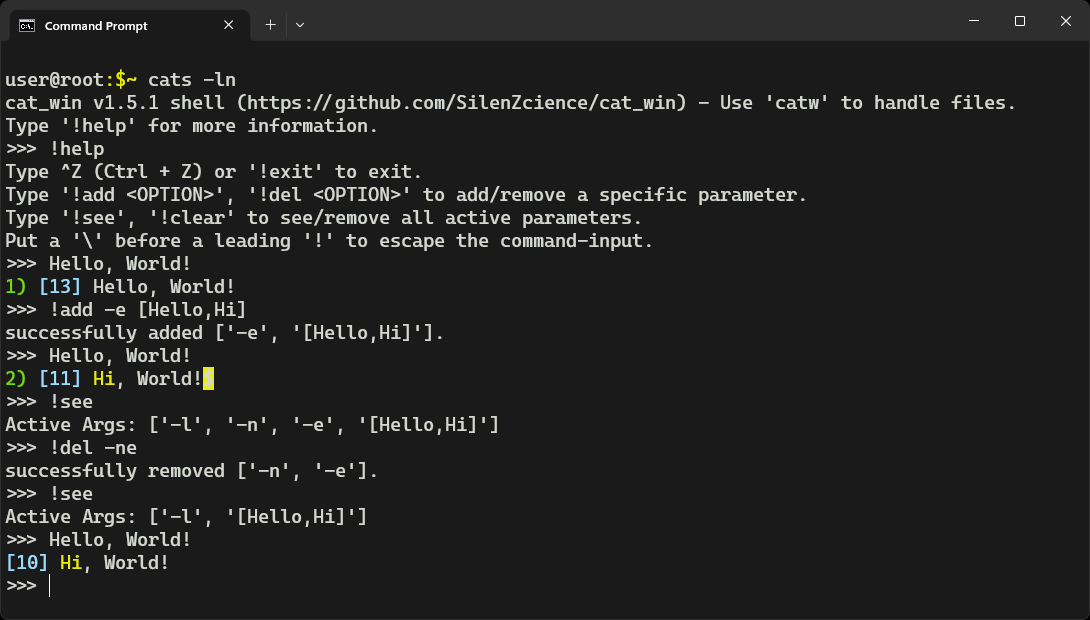 Command Prompt
user@root:$~ cats -ln
cat_win v1.5.1 shell (https://github.com/SilenZcience/cat_win) - Use 'catw' to handle files.
Type '!help' for more information.
>>> !help
Type ^Z (Ctrl + Z) or '!exit' to exit.
Type '!add <OPTION>', '!del <OPTION>' to add/remove a specific parameter.
Type '!see', '!clear' to see/remove all active parameters.
Put a '\' before a leading '!' to escape the command-input.
>>> Hello, World!
1) [13] Hello, World!
>>> !add -e [Hello,Hi]
successfully added ['-e', '[Hello,Hi]'].
>>> Hello, World!
2) [11] Hi, World!$
>>> !see
Active Args: ['-l', '-n', '-e', '[Hello,Hi]']
>>> !del -ne
successfully removed ['-n', '-e'].
>>> !see
Active Args: ['-l', '[Hello,Hi]']
>>> Hello, World!
[10] Hi, World!
>>>